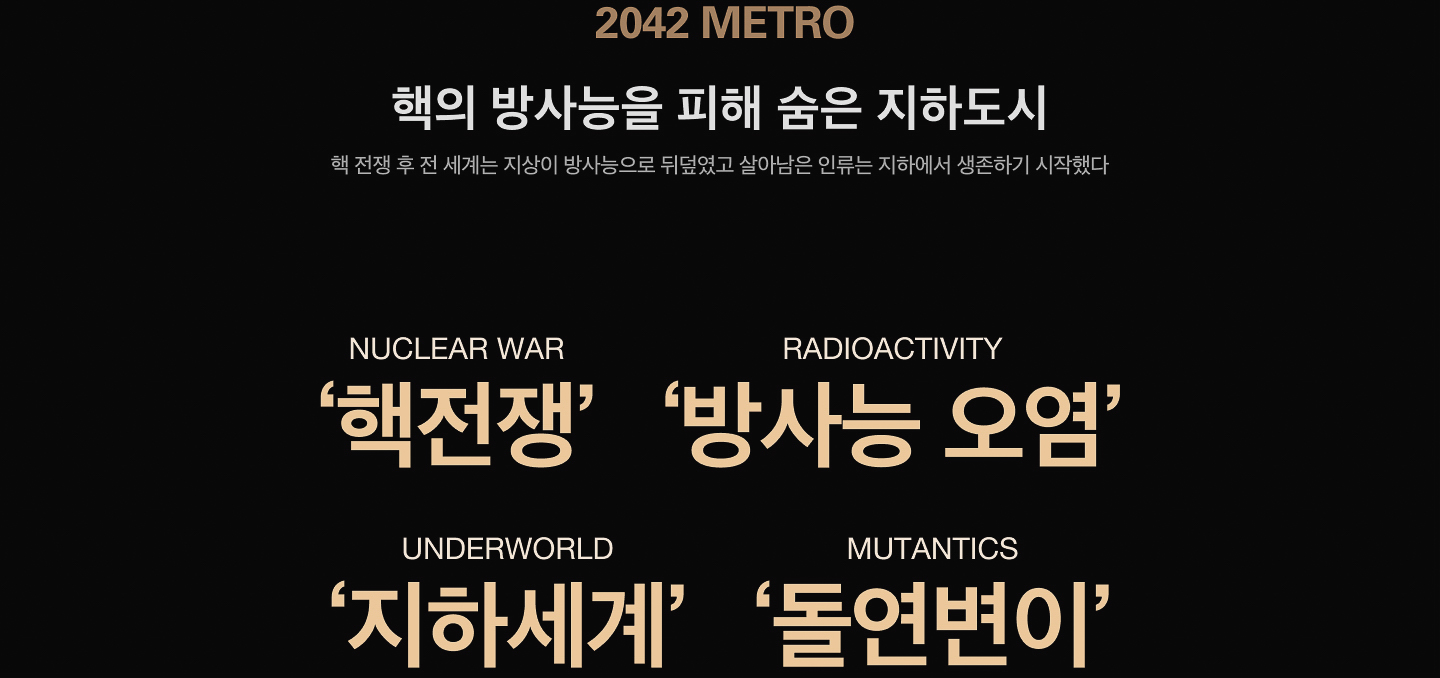 2042 METRO
핵의 방사능을 피해 숨은 지하도시
핵 전쟁 후 전 세계는 지상이 방사능으로 뒤덮였고 살아남은 인류는 지하에서 생존하기 시작했다
NUCLEAR WAR
‘핵전쟁’
RADIOACTIVITY
‘방사능 오염’
UNDERWORLD
‘지하세계’
MUTANTICS
‘돌연변이’